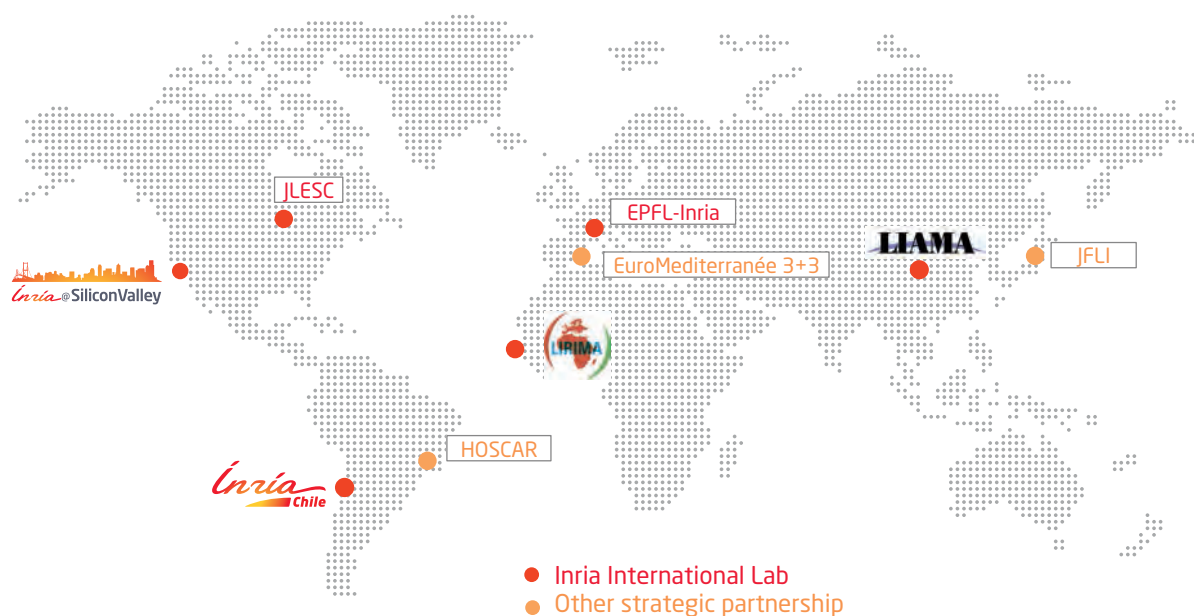 JLESC
EPFL-Inria
LIAMA
EuroMediterranée 3+3
JFLI
Inria@SiliconValley
LIRIMA
HOSCAR
Inria
Chile
Inria International Lab
Other strategic partnership